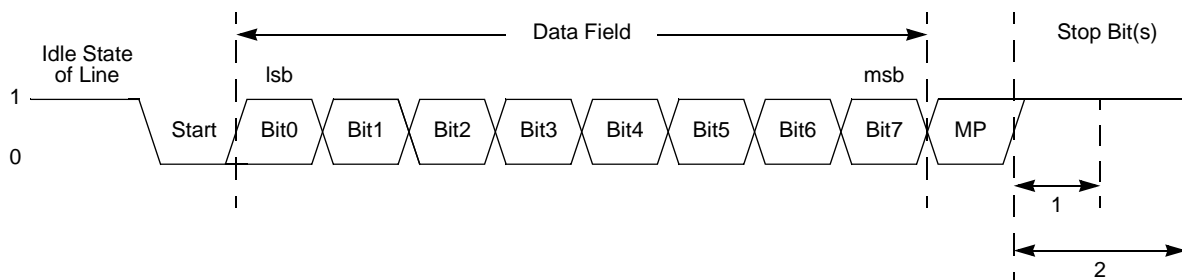 Data Field
Stop Bit(s)
Idle State
of Line
lsb
msb
1
Start
Bit0
Bit1
Bit2
Bit3
Bit4
Bit5
Bit6
Bit7
MP
0
1
2